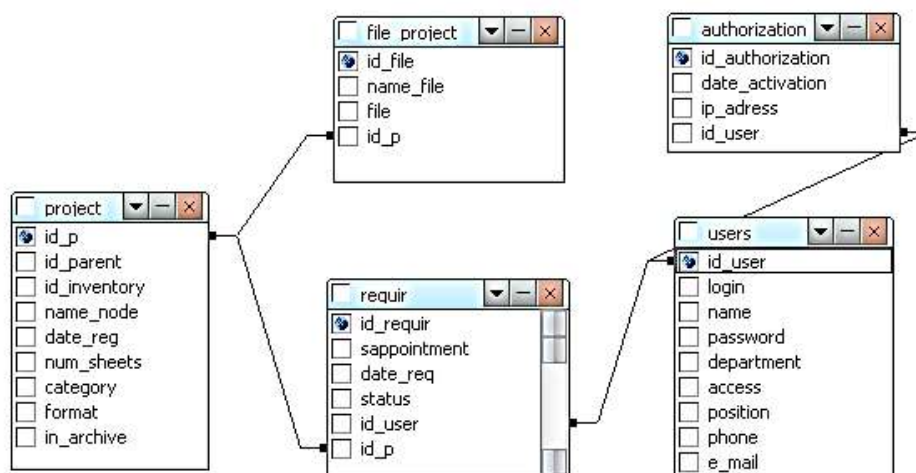 file_project
id_file
name_file
file
id_p
authorization
id_authorization
date_activation
ip_adress
id_user
project
id_p
id_parent
id_inventory
name_node
date_reg
num_sheets
category
format
in_archive
requir
id_requir
sappointment
date_req
status
id_user
id_p
users
id_user
login
name
password
department
access
position
phone
e_mail